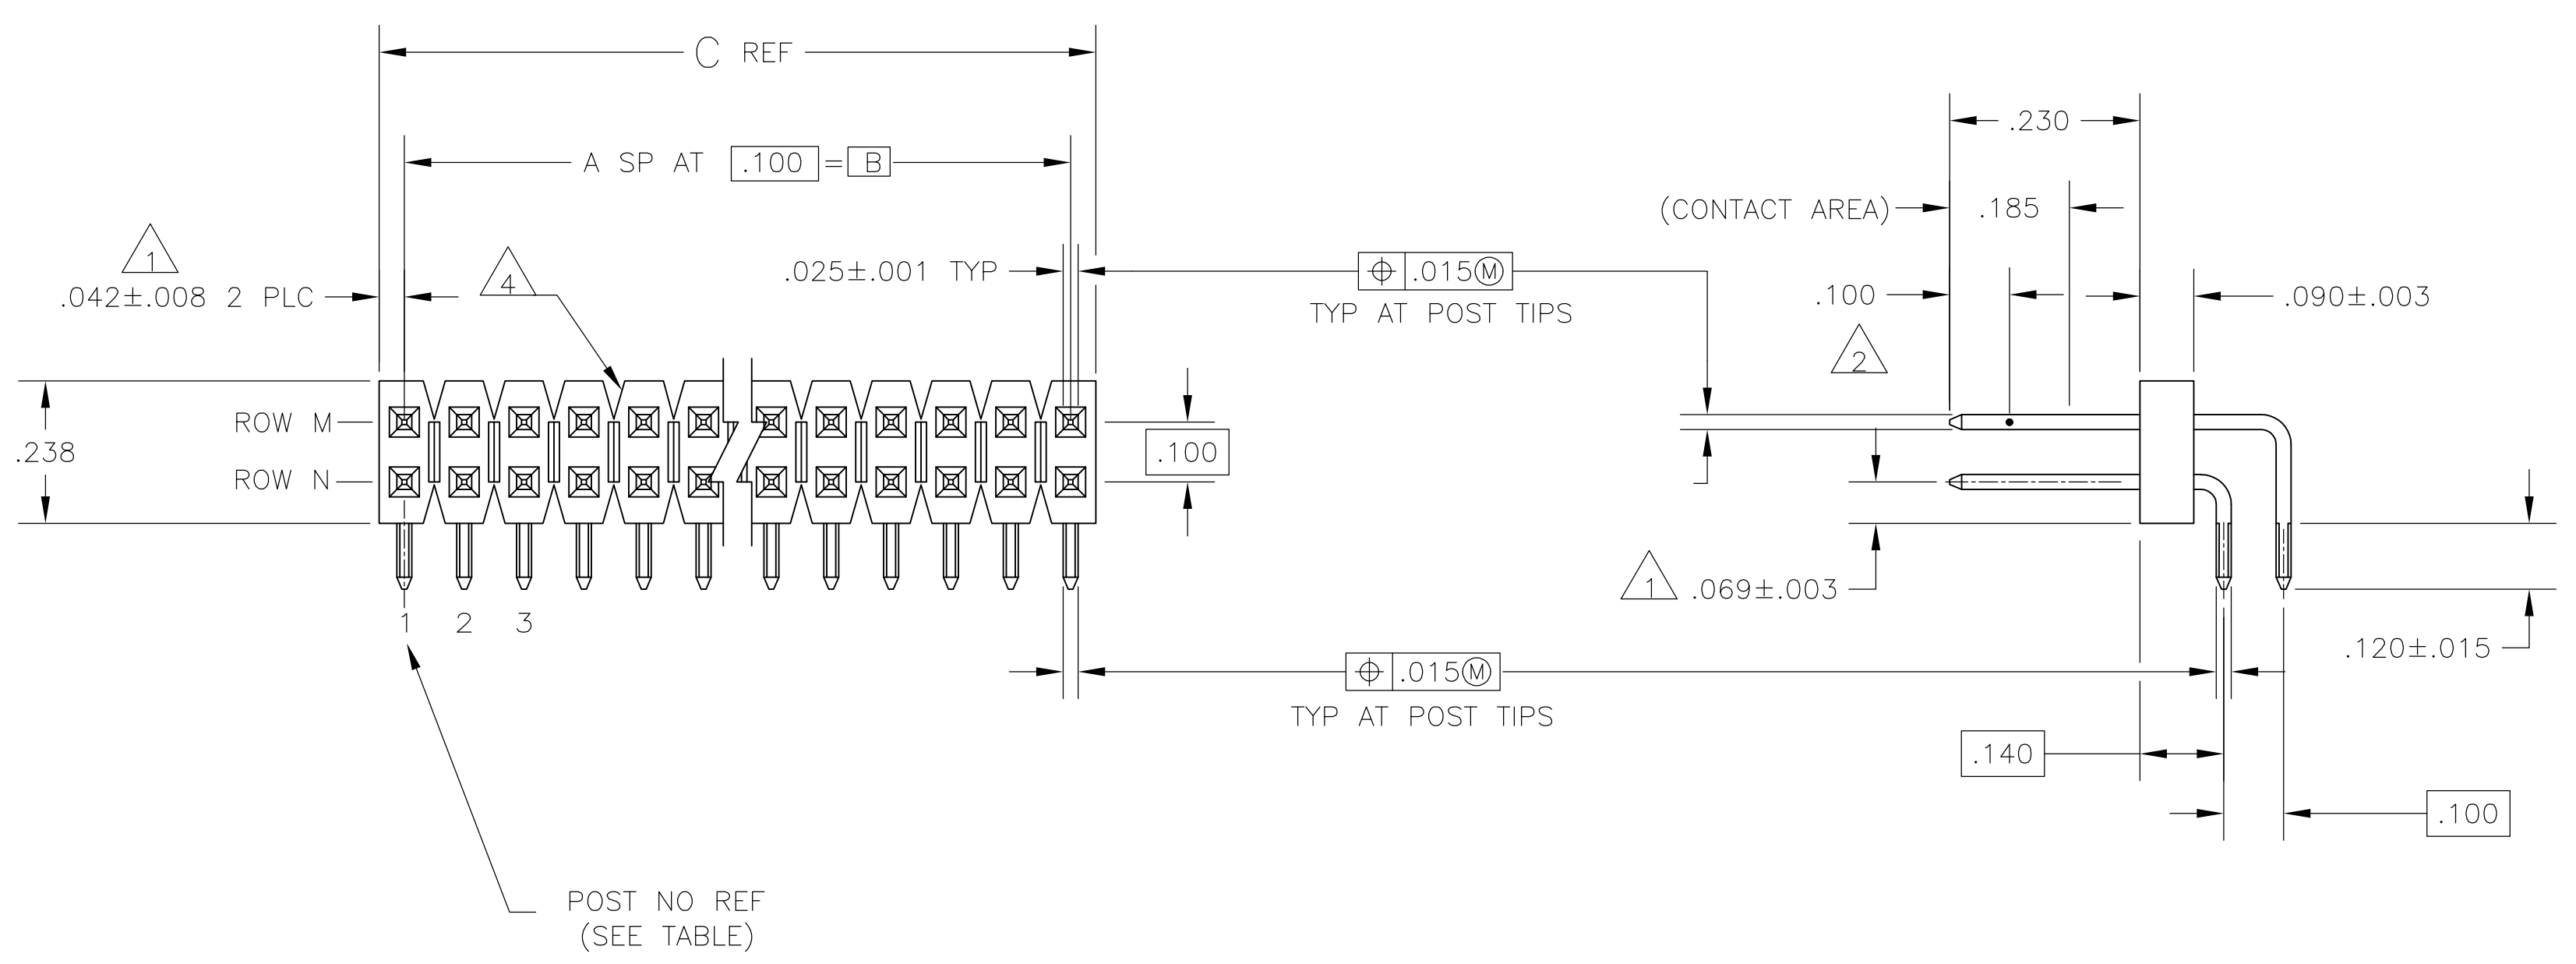 C REF
A SP AT .100 = B
.230
(CONTACT AREA) .185
1
.042±.008 2 PLC
4
.025±.001 TYP
⌖ .015Ⓜ
TYP AT POST TIPS
.100
2
.090±.003
ROW M
ROW N
.238
.100
1 .069±.003
1 2 3
.120±.015
⌖ .015Ⓜ
TYP AT POST TIPS
.140
.100
POST NO REF
(SEE TABLE)